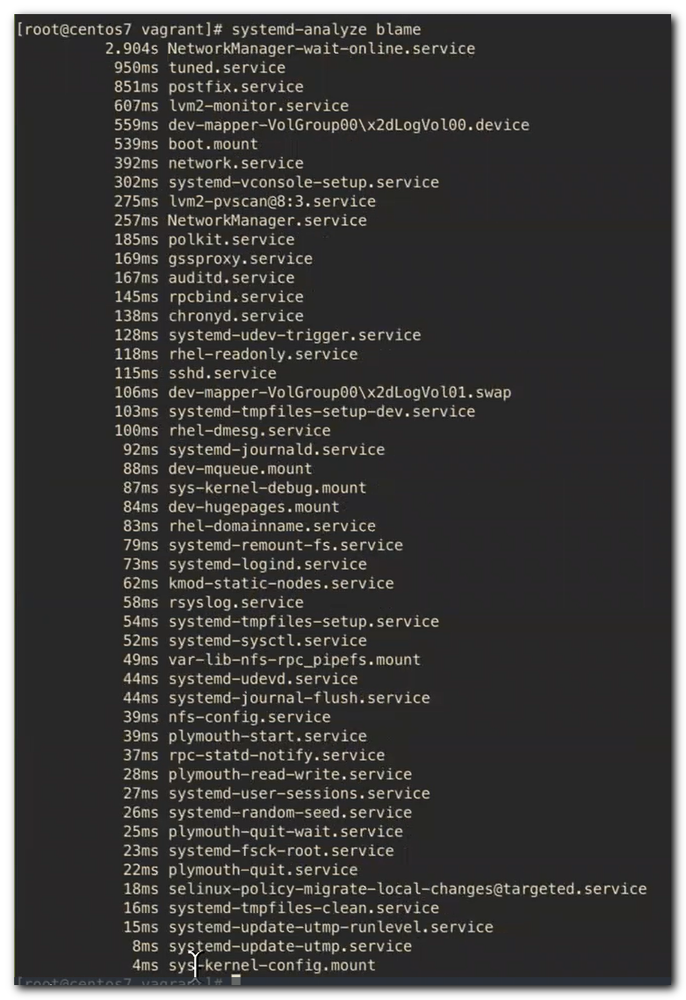 [root@centos7 vagrant]# systemd-analyze blame
2.904s NetworkManager-wait-online.service
950ms tuned.service
851ms postfix.service
607ms lvm2-monitor.service
559ms dev-mapper-VolGroup00\x2dLogVol00.device
539ms boot.mount
392ms network.service
302ms systemd-vconsole-setup.service
275ms lvm2-pvscan@8:3.service
257ms NetworkManager.service
185ms polkit.service
169ms gssproxy.service
167ms auditd.service
145ms rpcbind.service
138ms chronyd.service
128ms systemd-udev-trigger.service
118ms rhel-readonly.service
115ms sshd.service
106ms dev-mapper-VolGroup00\x2dLogVol01.swap
103ms systemd-tmpfiles-setup-dev.service
100ms rhel-dmesg.service
92ms systemd-journald.service
88ms dev-mqueue.mount
87ms sys-kernel-debug.mount
84ms dev-hugepages.mount
83ms rhel-domainname.service
79ms systemd-remount-fs.service
73ms systemd-logind.service
62ms kmod-static-nodes.service
58ms rsyslog.service
54ms systemd-tmpfiles-setup.service
52ms systemd-sysctl.service
49ms var-lib-nfs-rpc_pipefs.mount
44ms systemd-udevd.service
44ms systemd-journal-flush.service
39ms nfs-config.service
39ms plymouth-start.service
37ms rpc-statd-notify.service
28ms plymouth-read-write.service
27ms systemd-user-sessions.service
26ms systemd-random-seed.service
25ms plymouth-quit-wait.service
23ms systemd-fsck-root.service
22ms plymouth-quit.service
18ms selinux-policy-migrate-local-changes@targeted.service
16ms systemd-tmpfiles-clean.service
15ms systemd-update-utmp-runlevel.service
8ms systemd-update-utmp.service
4ms sys-kernel-config.mount
[root@centos7 vagrant]#